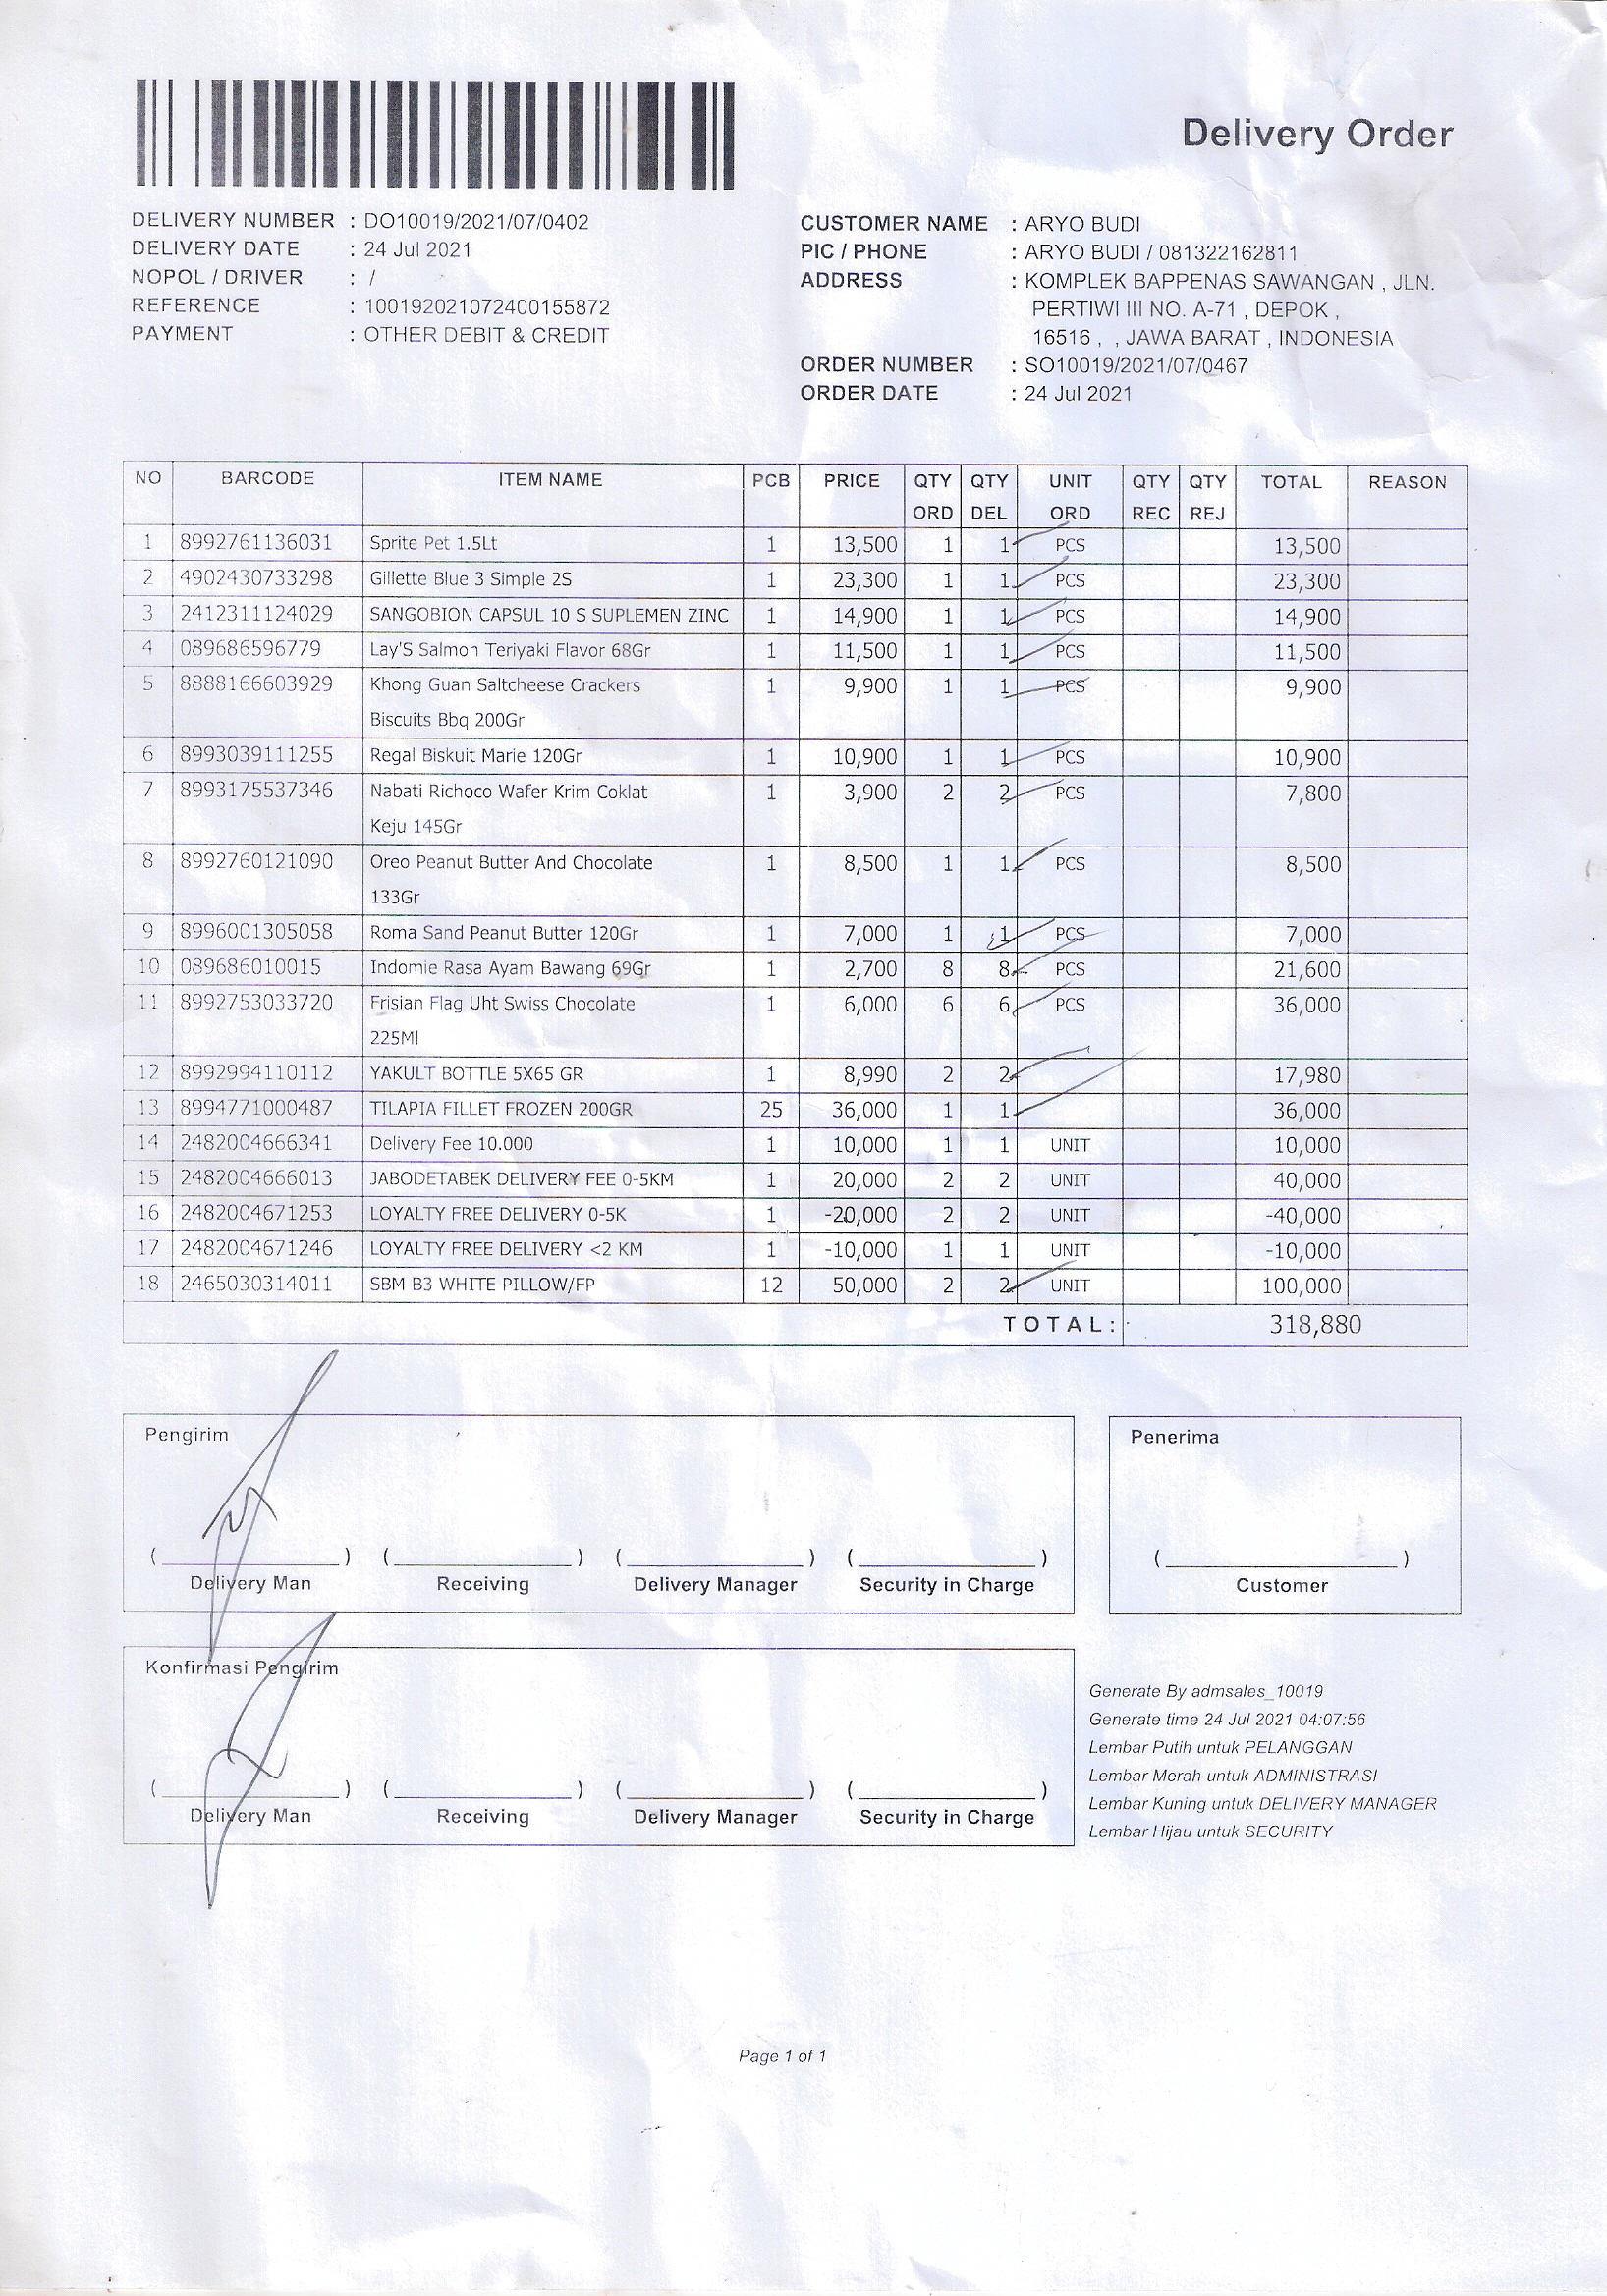 Delivery Order
DELIVERY NUMBER : DO10019/2021/07/0402
DELIVERY DATE : 24 Jul 2021
NOPOL / DRIVER : /
REFERENCE : 100192021072400155872
PAYMENT : OTHER DEBIT & CREDIT
CUSTOMER NAME : ARYO BUDI
PIC / PHONE : ARYO BUDI / 081322162811
ADDRESS : KOMPLEK BAPPENAS SAWANGAN , JLN.
PERTIWI III NO. A-71 , DEPOK ,
16516 , , JAWA BARAT , INDONESIA
ORDER NUMBER : SO10019/2021/07/0467
ORDER DATE : 24 Jul 2021
NO BARCODE ITEM NAME PCB PRICE QTY QTY UNIT QTY QTY TOTAL REASON
ORD DEL ORD REC REJ
1 8992761136031 Sprite Pet 1.5Lt 1 13,500 1 1 PCS 13,500
2 4902430733298 Gillette Blue 3 Simple 2S 1 23,300 1 1 PCS 23,300
3 2412311124029 SANGOBION CAPSUL 10 S SUPLEMEN ZINC 1 14,900 1 1 PCS 14,900
4 089686596779 Lay'S Salmon Teriyaki Flavor 68Gr 1 11,500 1 1 PCS 11,500
5 8888166603929 Khong Guan Saltcheese Crackers 1 9,900 1 1 PCS 9,900
Biscuits Bbq 200Gr
6 8993039111255 Regal Biskuit Marie 120Gr 1 10,900 1 1 PCS 10,900
7 8993175537346 Nabati Richoco Wafer Krim Coklat 1 3,900 2 2 PCS 7,800
Keju 145Gr
8 8992760121090 Oreo Peanut Butter And Chocolate 1 8,500 1 1 PCS 8,500
133Gr
9 8996001305058 Roma Sand Peanut Butter 120Gr 1 7,000 1 1 PCS 7,000
10 089686010015 Indomie Rasa Ayam Bawang 69Gr 1 2,700 8 8 PCS 21,600
11 8992753033720 Frisian Flag Uht Swiss Chocolate 1 6,000 6 6 PCS 36,000
225Ml
12 8992994110112 YAKULT BOTTLE 5X65 GR 1 8,990 2 2 17,980
13 8994771000487 TILAPIA FILLET FROZEN 200GR 25 36,000 1 1 36,000
14 2482004666341 Delivery Fee 10.000 1 10,000 1 1 UNIT 10,000
15 2482004666013 JABODETABEK DELIVERY FEE 0-5KM 1 20,000 2 2 UNIT 40,000
16 2482004671253 LOYALTY FREE DELIVERY 0-5K 1 -20,000 2 2 UNIT -40,000
17 2482004671246 LOYALTY FREE DELIVERY <2 KM 1 -10,000 1 1 UNIT -10,000
18 2465030314011 SBM B3 WHITE PILLOW/FP 12 50,000 2 2 UNIT 100,000
TOTAL: 318,880
Pengirim
(____) (____) (____) (____)
Delivery Man Receiving Delivery Manager Security in Charge
Penerima
(____)
Customer
Konfirmasi Pengirim
(____) (____) (____) (____)
Delivery Man Receiving Delivery Manager Security in Charge
Generate By admsales_10019
Generate time 24 Jul 2021 04:07:56
Lembar Putih untuk PELANGGAN
Lembar Merah untuk ADMINISTRASI
Lembar Kuning untuk DELIVERY MANAGER
Lembar Hijau untuk SECURITY
Page 1 of 1